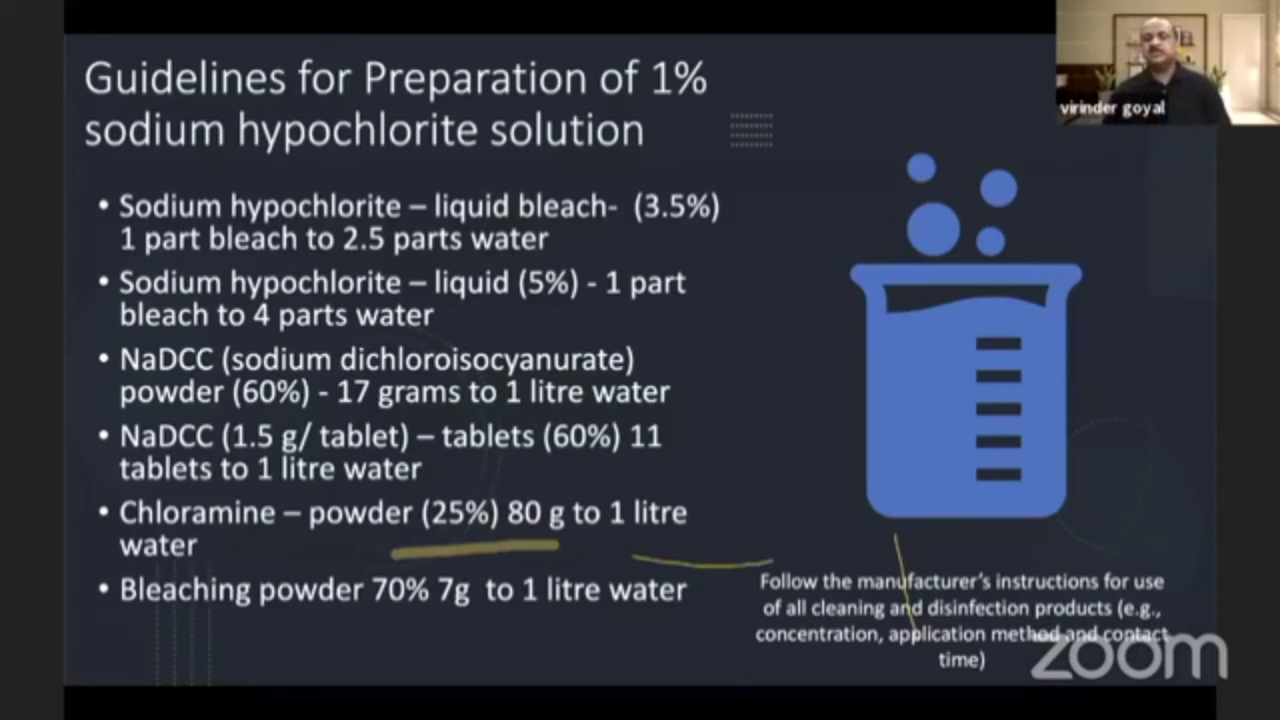 Guidelines for Preparation of 1%
sodium hypochlorite solution
• Sodium hypochlorite – liquid bleach- (3.5%)
1 part bleach to 2.5 parts water
• Sodium hypochlorite – liquid (5%) - 1 part
bleach to 4 parts water
• NaDCC (sodium dichloroisocyanurate)
powder (60%) - 17 grams to 1 litre water
• NaDCC (1.5 g/ tablet) – tablets (60%) 11
tablets to 1 litre water
• Chloramine – powder (25%) 80 g to 1 litre
water
• Bleaching powder 70% 7g to 1 litre water
Follow the manufacturer's instructions for use
of all cleaning and disinfection products (e.g.,
concentration, application method and contact
time)
virinder goyal
zoom